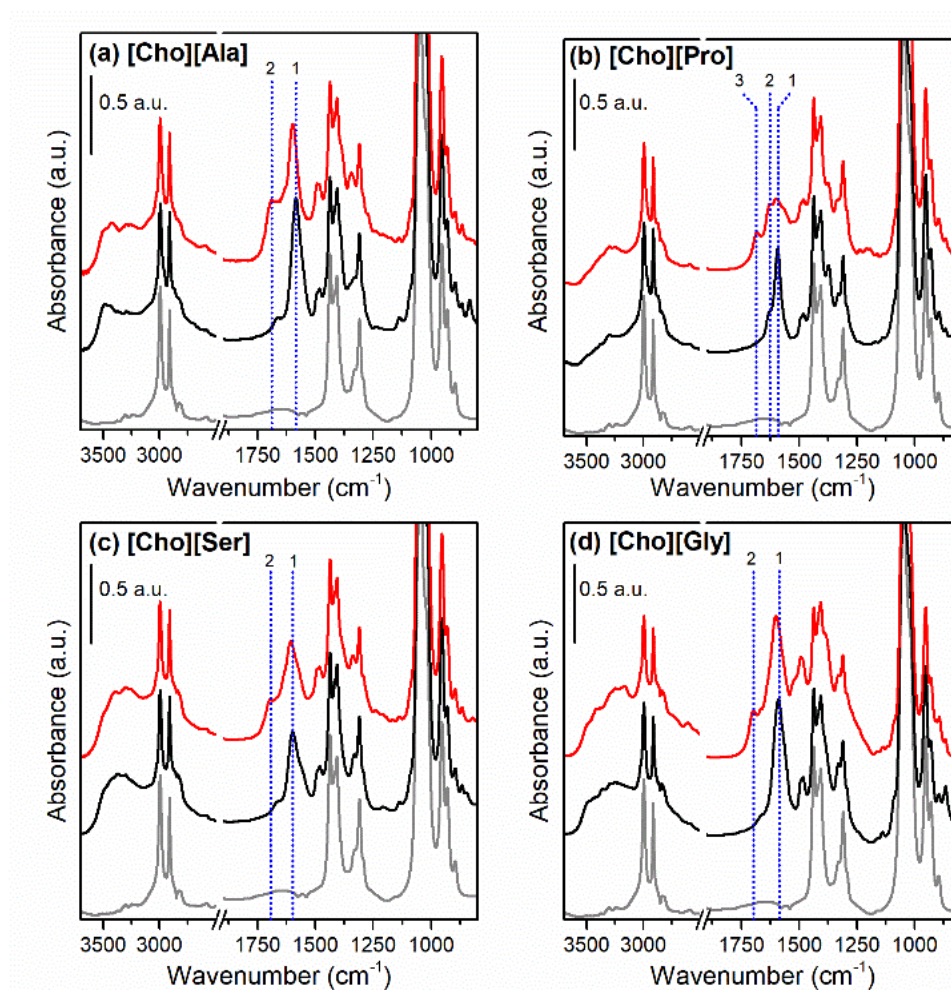 (a) [Cho][Ala]
2 1
0.5 a.u.
Absorbance (a.u.)
3500 3000 1750 1500 1250 1000
Wavenumber (cm⁻¹)
(b) [Cho][Pro]
3 2 1
0.5 a.u.
Absorbance (a.u.)
3500 3000 1750 1500 1250 1000
Wavenumber (cm⁻¹)
(c) [Cho][Ser]
2 1
0.5 a.u.
Absorbance (a.u.)
3500 3000 1750 1500 1250 1000
Wavenumber (cm⁻¹)
(d) [Cho][Gly]
2 1
0.5 a.u.
Absorbance (a.u.)
3500 3000 1750 1500 1250 1000
Wavenumber (cm⁻¹)